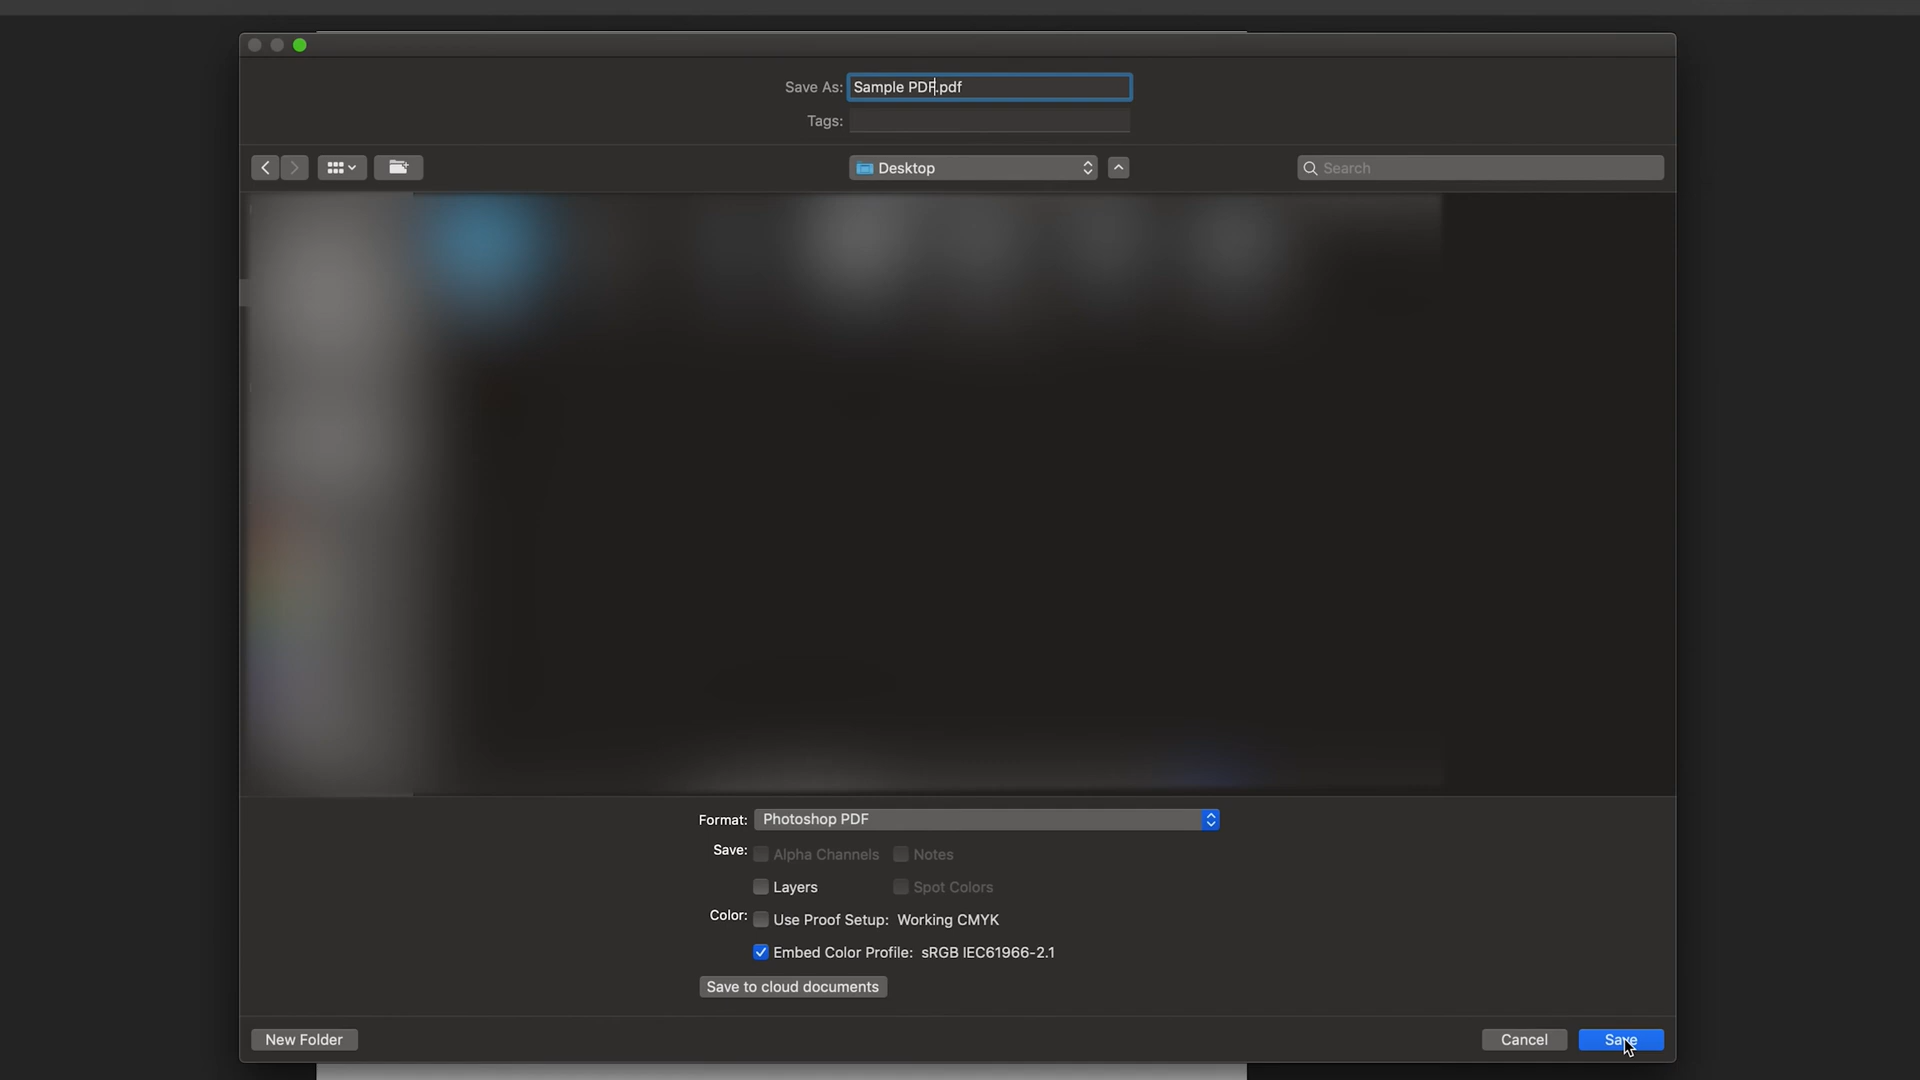 Save As: Sample PDF.pdf
Tags:
Desktop
Search
Format: Photoshop PDF
Save: Alpha Channels Notes
Layers Spot Colors
Color: Use Proof Setup: Working CMYK
Embed Color Profile: sRGB IEC61966-2.1
Save to cloud documents
New Folder Cancel Save